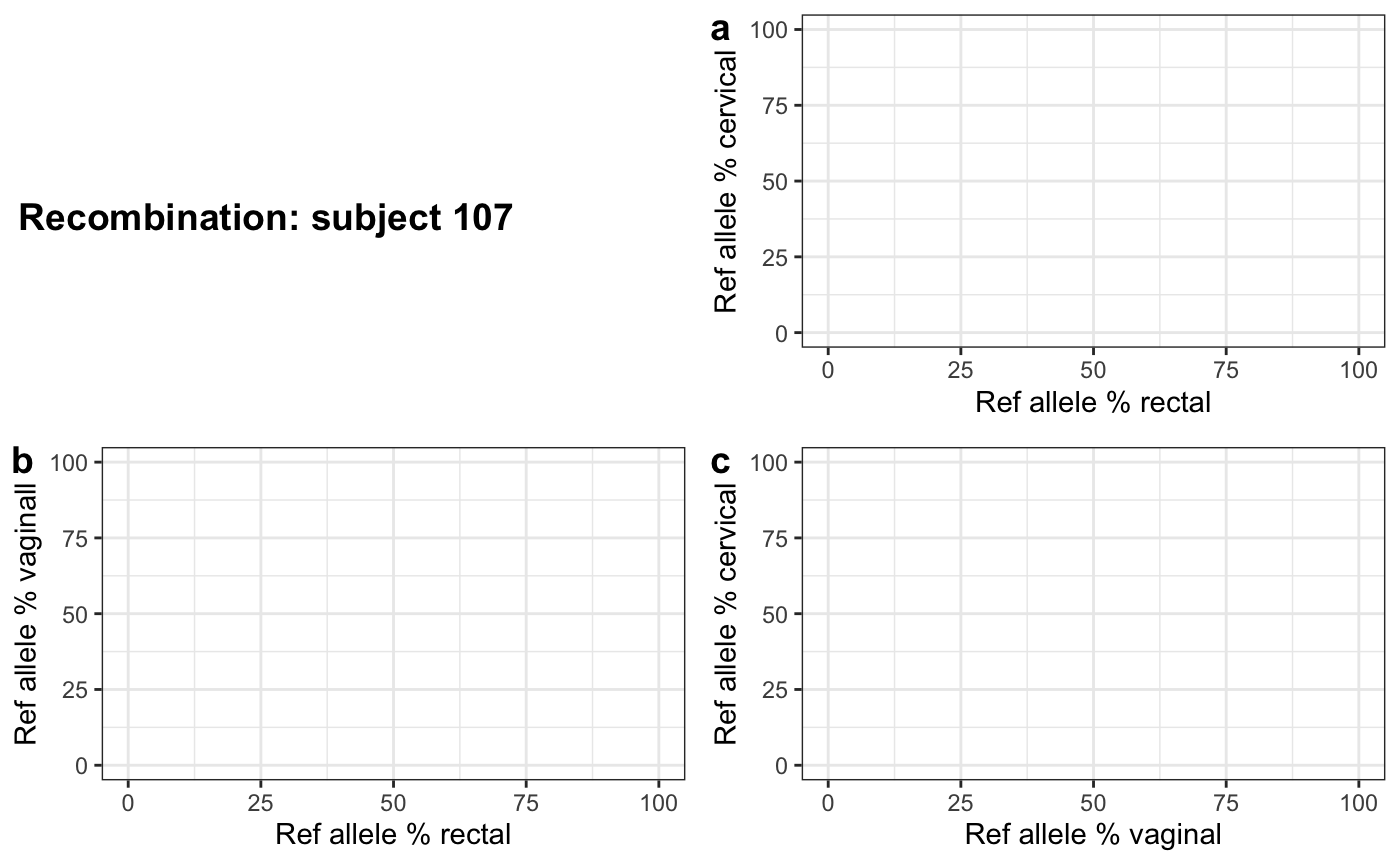 Recombination: subject 107
a
100
75
50
25
0
Ref allele % cervical
0 25 50 75 100
Ref allele % rectal
b
100
75
50
25
0
Ref allele % vaginall
0 25 50 75 100
Ref allele % rectal
c
100
75
50
25
0
Ref allele % cervical
0 25 50 75 100
Ref allele % vaginal